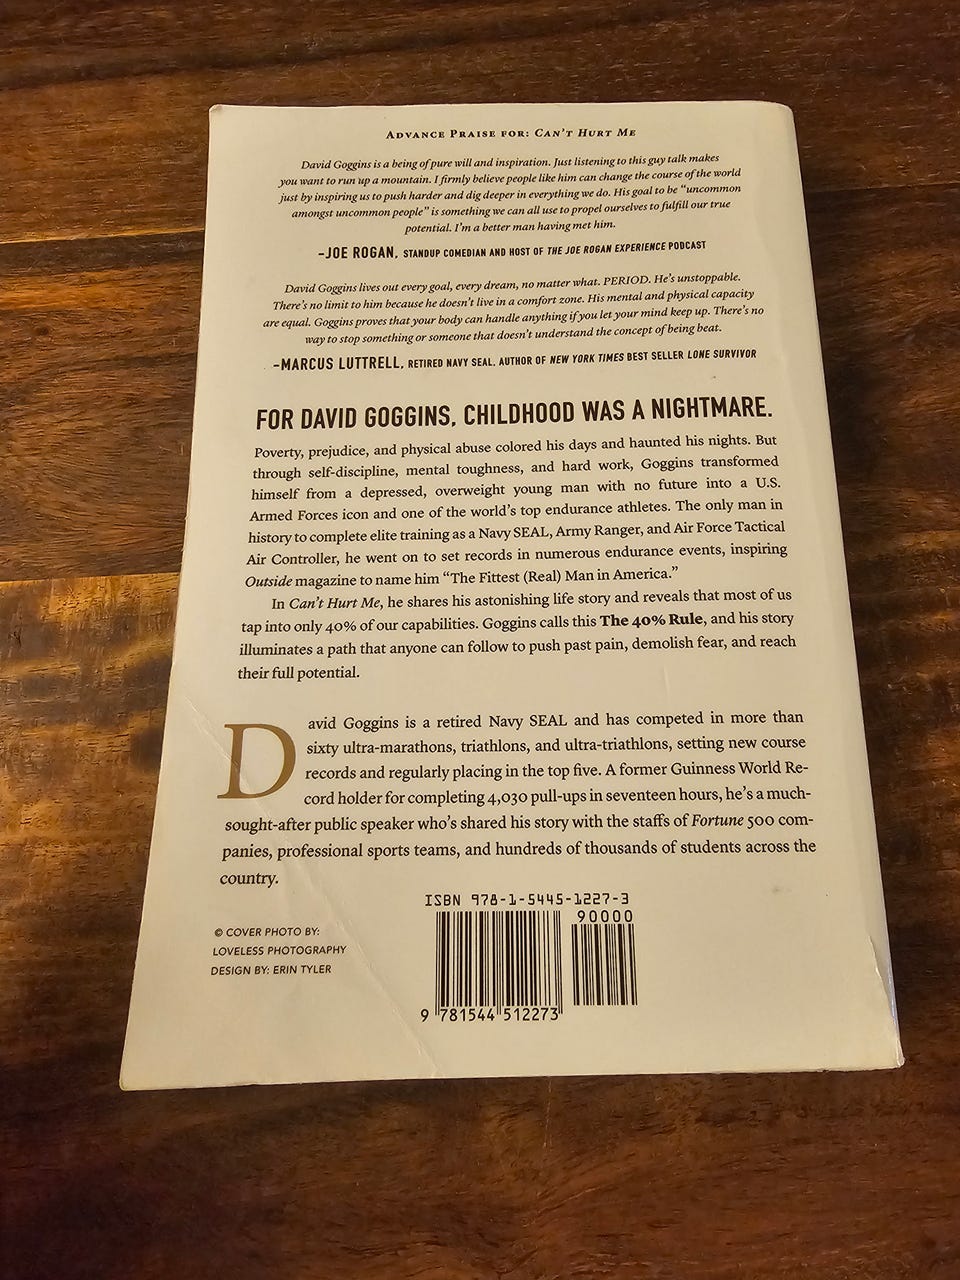 ADVANCE PRAISE FOR: CAN'T HURT ME
David Goggins is a being of pure will and inspiration. Just listening to this guy talk makes
you want to run up a mountain. I firmly believe people like him can change the course of the world
just by inspiring us to push harder and dig deeper in everything we do. His goal to be “uncommon
amongst uncommon people” is something we can all use to propel ourselves to fulfill our true
potential. I'm a better man having met him.
–JOE ROGAN, STANDUP COMEDIAN AND HOST OF THE JOE ROGAN EXPERIENCE PODCAST
David Goggins lives out every goal, every dream, no matter what. PERIOD. He's unstoppable.
There's no limit to him because he doesn't live in a comfort zone. His mental and physical capacity
are equal. Goggins proves that your body can handle anything if you let your mind keep up. There's no
way to stop something or someone that doesn't understand the concept of being beat.
–MARCUS LUTTRELL, RETIRED NAVY SEAL, AUTHOR OF NEW YORK TIMES BEST SELLER LONE SURVIVOR
FOR DAVID GOGGINS, CHILDHOOD WAS A NIGHTMARE.
Poverty, prejudice, and physical abuse colored his days and haunted his nights. But
through self-discipline, mental toughness, and hard work, Goggins transformed
himself from a depressed, overweight young man with no future into a U.S.
Armed Forces icon and one of the world's top endurance athletes. The only man in
history to complete elite training as a Navy SEAL, Army Ranger, and Air Force Tactical
Air Controller, he went on to set records in numerous endurance events, inspiring
Outside magazine to name him “The Fittest (Real) Man in America.”
In Can't Hurt Me, he shares his astonishing life story and reveals that most of us
tap into only 40% of our capabilities. Goggins calls this The 40% Rule, and his story
illuminates a path that anyone can follow to push past pain, demolish fear, and reach
their full potential.
David Goggins is a retired Navy SEAL and has competed in more than
sixty ultra-marathons, triathlons, and ultra-triathlons, setting new course
records and regularly placing in the top five. A former Guinness World Re-
cord holder for completing 4,030 pull-ups in seventeen hours, he's a much-
sought-after public speaker who's shared his story with the staffs of Fortune 500 com-
panies, professional sports teams, and hundreds of thousands of students across the
country.
© COVER PHOTO BY:
LOVELESS PHOTOGRAPHY
DESIGN BY: ERIN TYLER
ISBN 978-1-5445-1227-3
90000
9 781544 512273